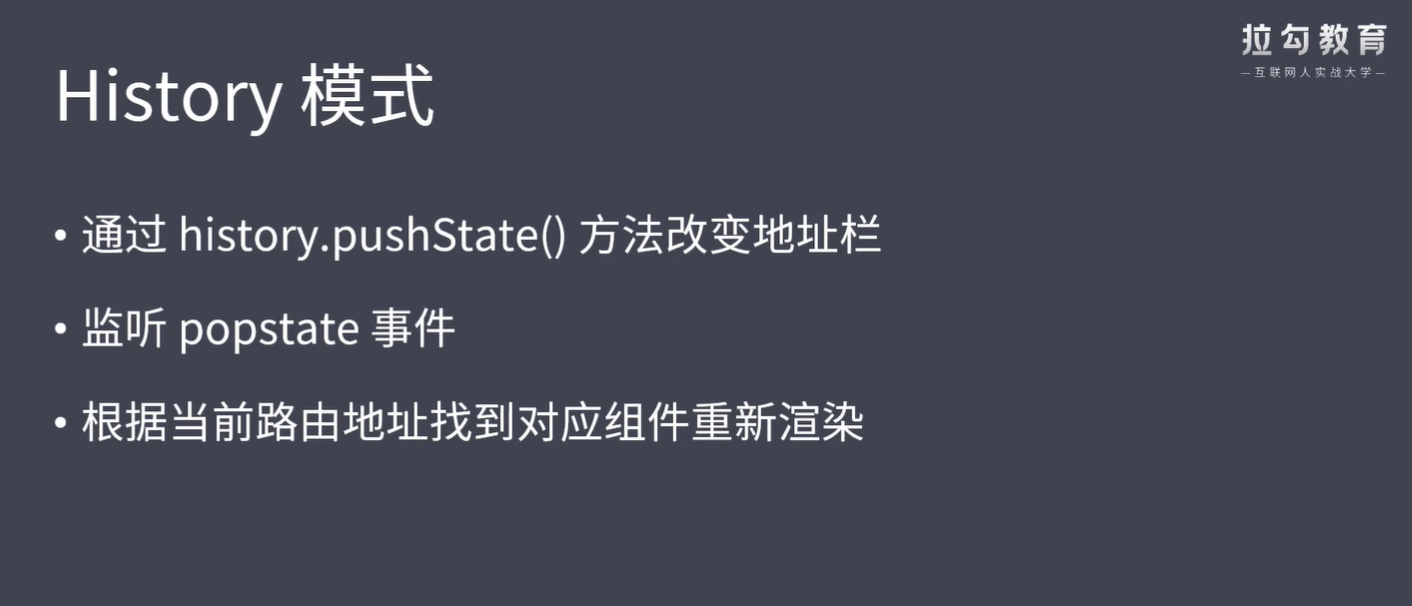 拉勾教育
—互联网人实战大学—
History 模式
• 通过 history.pushState() 方法改变地址栏
• 监听 popstate 事件
• 根据当前路由地址找到对应组件重新渲染